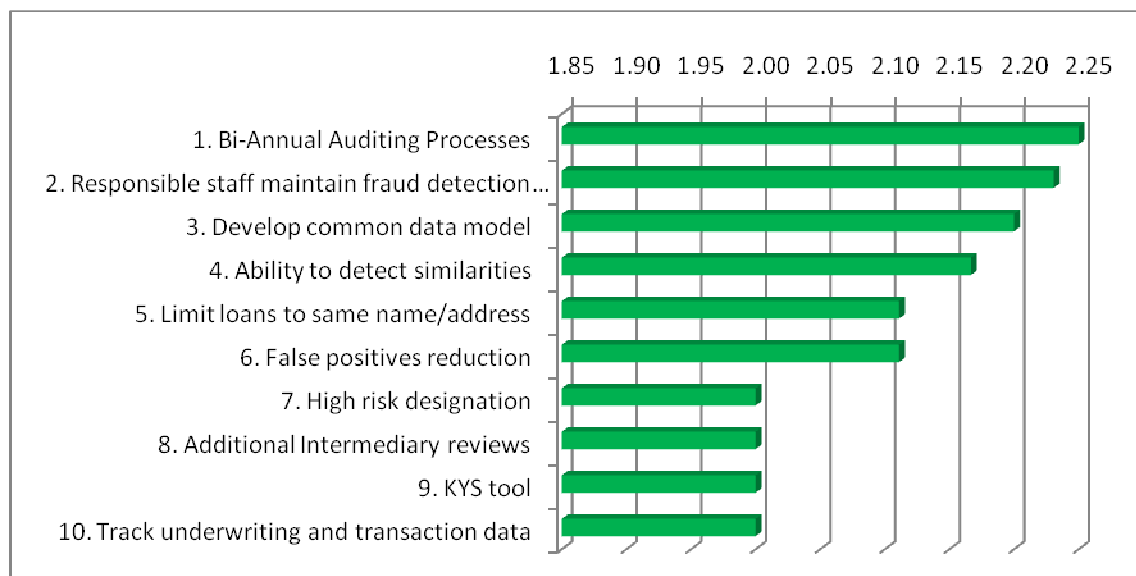 1.85 1.90 1.95 2.00 2.05 2.10 2.15 2.20 2.25
1. Bi-Annual Auditing Processes
2. Responsible staff maintain fraud detection...
3. Develop common data model
4. Ability to detect similarities
5. Limit loans to same name/address
6. False positives reduction
7. High risk designation
8. Additional Intermediary reviews
9. KYS tool
10. Track underwriting and transaction data